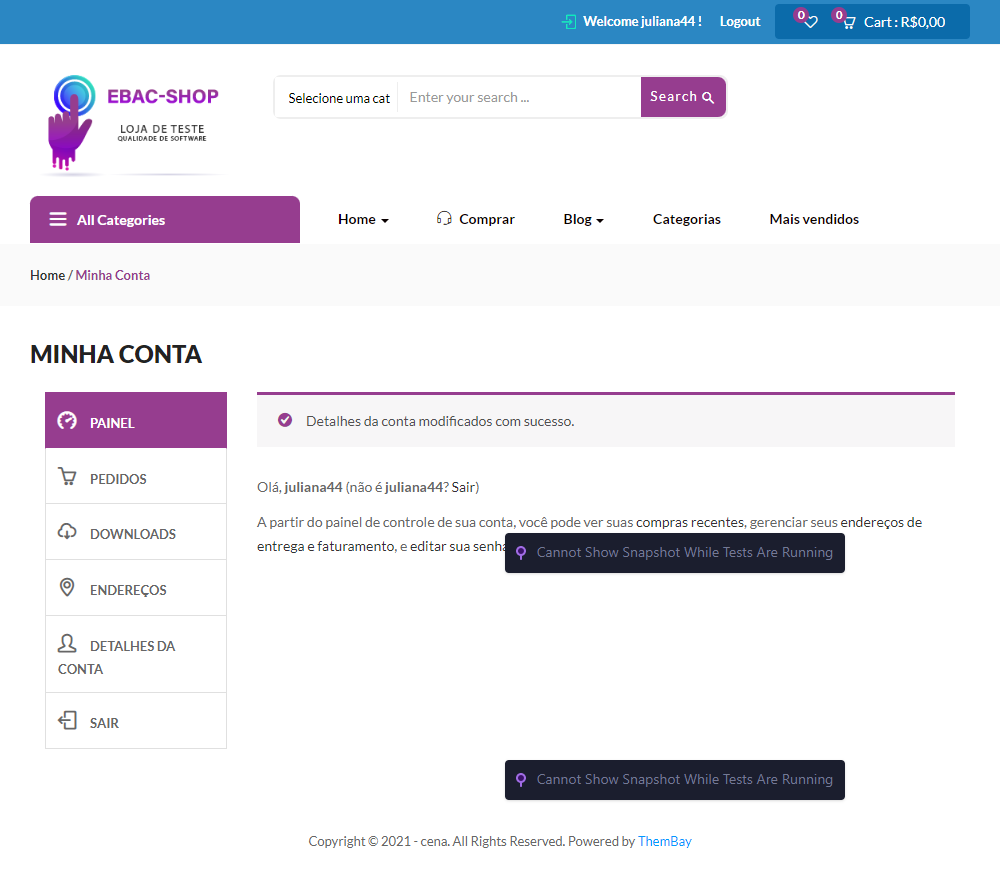 Welcome juliana44 ! Logout 0 0 Cart : R$0,00
EBAC-SHOP
LOJA DE TESTE
QUALIDADE DE SOFTWARE
Selecione uma cat Enter your search ... Search
All Categories Home Comprar Blog Categorias Mais vendidos
Home / Minha Conta
MINHA CONTA
PAINEL
PEDIDOS
DOWNLOADS
ENDEREÇOS
DETALHES DA
CONTA
SAIR
Detalhes da conta modificados com sucesso.
Olá, juliana44 (não é juliana44? Sair)
A partir do painel de controle de sua conta, você pode ver suas compras recentes, gerenciar seus endereços de
entrega e faturamento, e editar sua senha
Cannot Show Snapshot While Tests Are Running
Cannot Show Snapshot While Tests Are Running
Copyright © 2021 - cena. All Rights Reserved. Powered by ThemBay